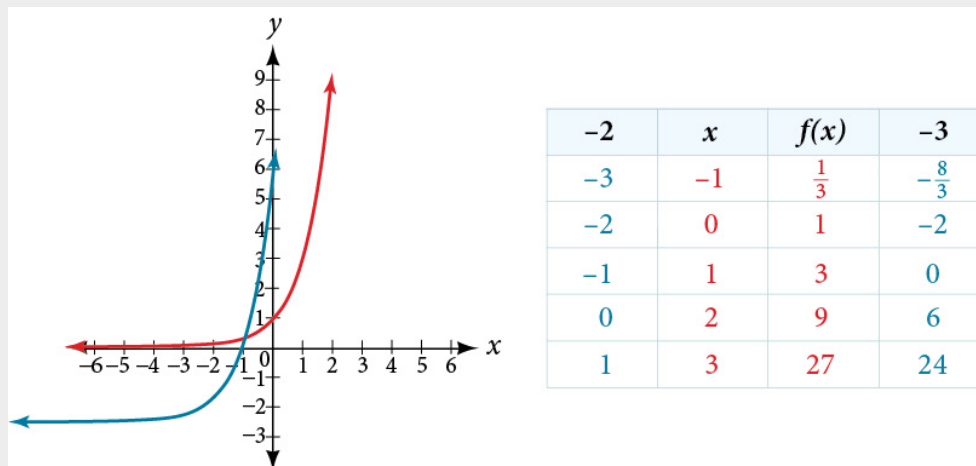 y
9
8
7
6
5
4
3
2
1
–6 –5 –4 –3 –2 –1 0 1 2 3 4 5 6 x
–1
–2
–3
–2 x f(x) –3
–3 –1 1/3 –8/3
–2 0 1 –2
–1 1 3 0
0 2 9 6
1 3 27 24